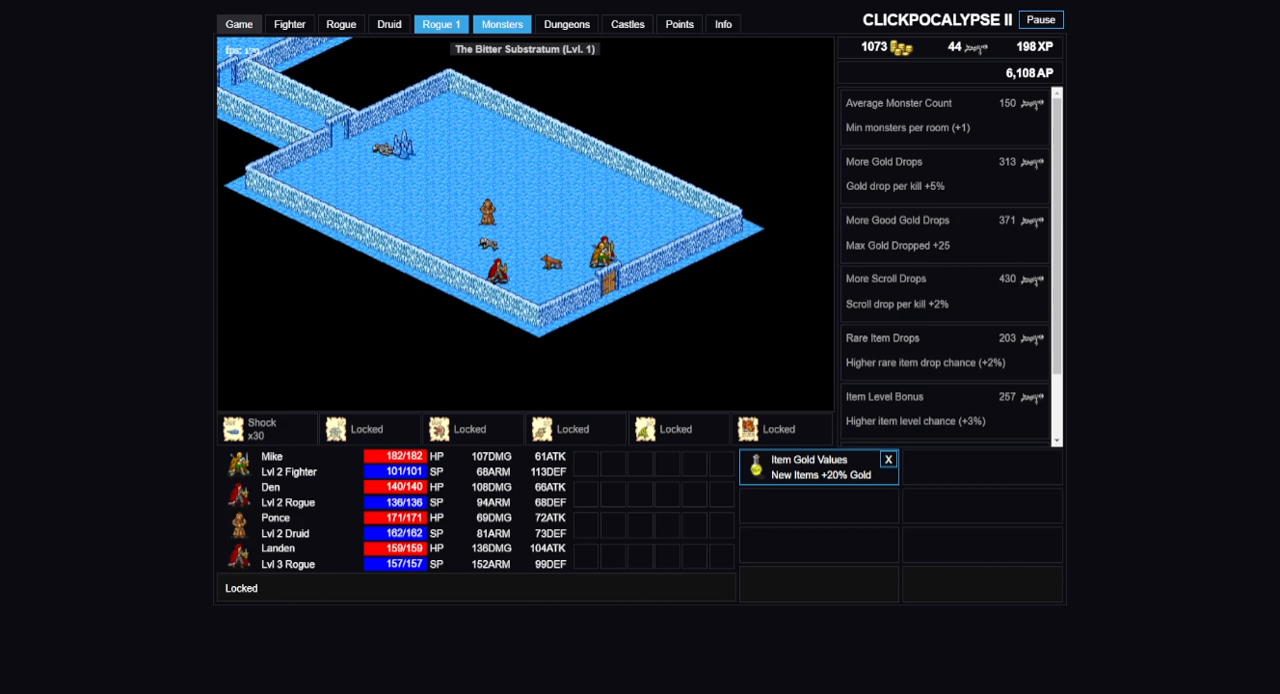 Game Fighter Rogue Druid Rogue 1 Monsters Dungeons Castles Points Info CLICKPOCALYPSE II Pause
The Bitter Substratum (Lvl. 1)
1073 44 198 XP
6,108 AP
Average Monster Count 150
Min monsters per room (+1)
More Gold Drops 313
Gold drop per kill +5%
More Good Gold Drops 371
Max Gold Dropped +25
More Scroll Drops 430
Scroll drop per kill +2%
Rare Item Drops 203
Higher rare item drop chance (+2%)
Item Level Bonus 257
Higher item level chance (+3%)
Shock
x30
Locked
Locked
Locked
Locked
Locked
Mike 182/182 HP 107DMG 61ATK
Lvl 2 Fighter 101/101 SP 68ARM 113DEF
Den 140/140 HP 108DMG 66ATK
Lvl 2 Rogue 136/136 SP 94ARM 68DEF
Ponce 171/171 HP 69DMG 72ATK
Lvl 2 Druid 162/162 SP 81ARM 73DEF
Landen 159/159 HP 136DMG 104ATK
Lvl 3 Rogue 157/157 SP 152ARM 99DEF
Item Gold Values X
New Items +20% Gold
Locked